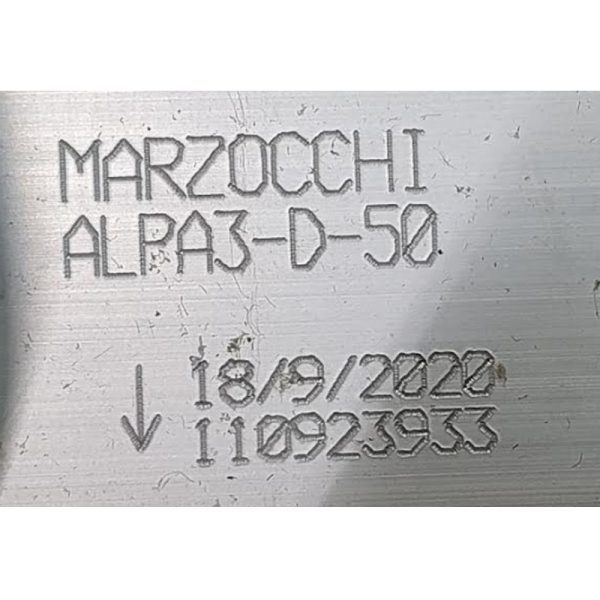 MARZOCCHI
ALPA3-D-50
18/9/2020
↓ 110923933